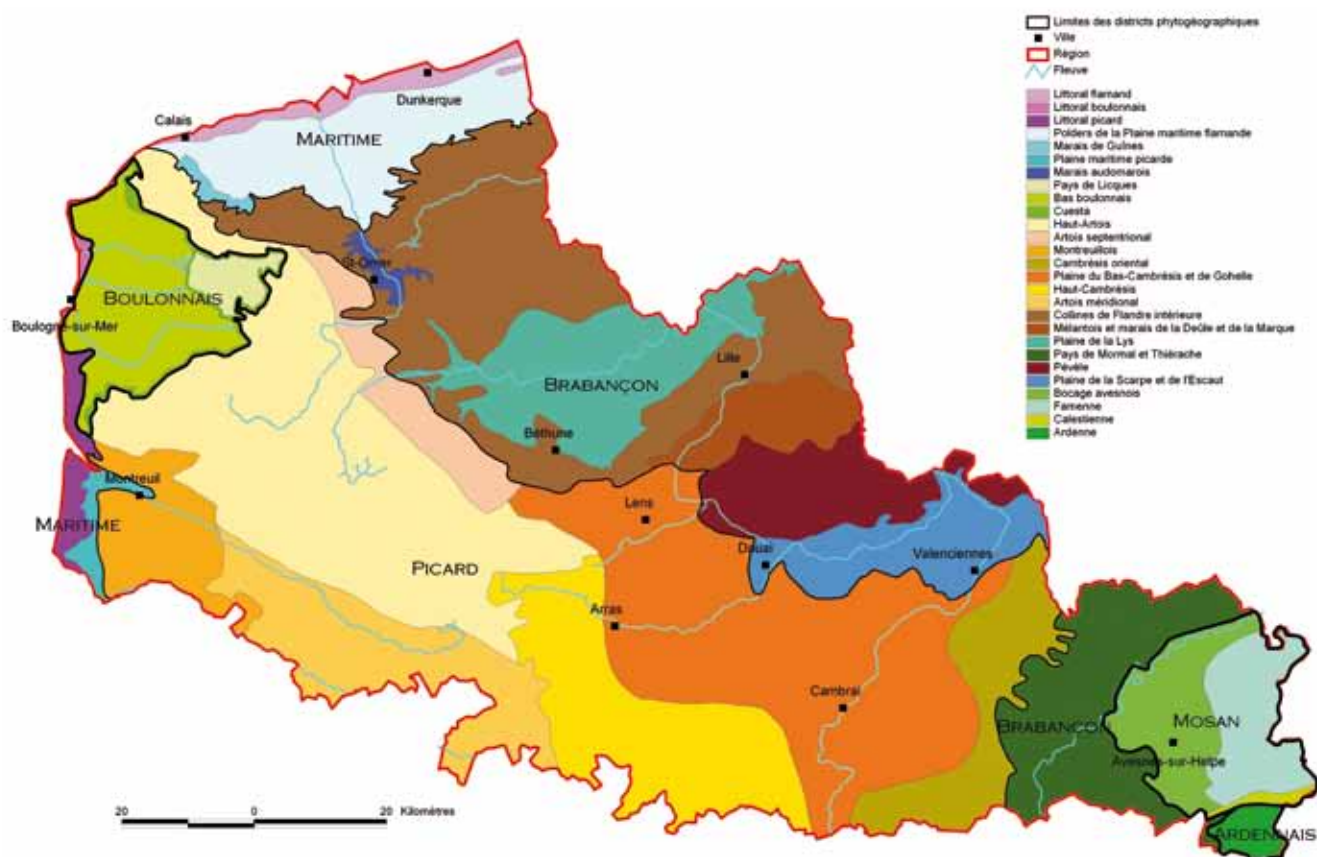 Limites des districts phytogéographiques
Ville
Région
Fleuve
Littoral flamand
Littoral boulonnais
Littoral picard
Polders de la Plaine maritime flamande
Marais de Guînes
Plaine maritime picarde
Marais audomarois
Pays de Licques
Bas boulonnais
Cuesta
Haut-Artois
Artois septentrional
Montreuillois
Cambrésis oriental
Plaine du Bas-Cambrésis et de Gohelle
Haut-Cambrésis
Artois méridional
Collines de Flandre intérieure
Mélantois et marais de la Deûle et de la Marque
Plaine de la Lys
Pays de Mormal et Thiérache
Pévèle
Plaine de la Scarpe et de l'Escaut
Bocage avesnois
Famenne
Calestienne
Ardenne
Dunkerque
Calais
MARITIME
St-Omer
BOULONNAIS
Boulogne-sur-Mer
Lille
BRABANÇON
Béthune
Montreuil
Lens
MARITIME
Douai
Valenciennes
PICARD
Arras
Cambrai
BRABANÇON
MOSAN
Avesnes-sur-Helpe
20 0 20 Kilomètres
ARDENNAIS